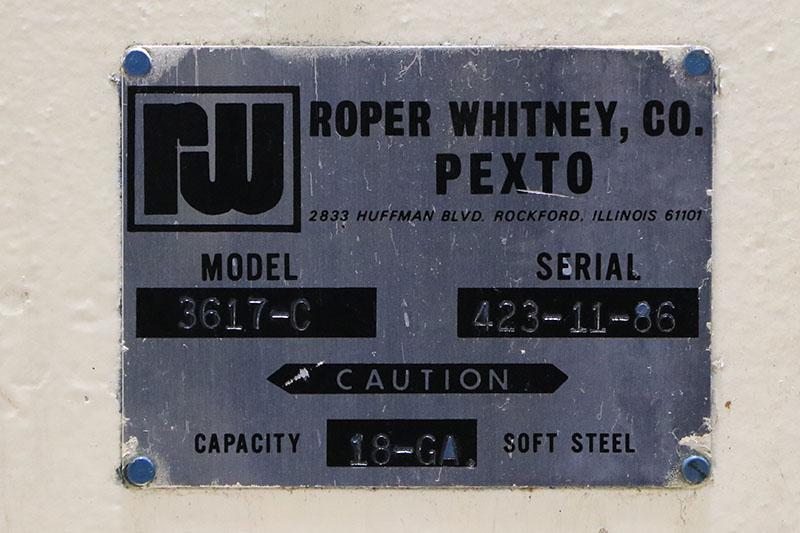 rw
ROPER WHITNEY, CO.
PEXTO
2833 HUFFMAN BLVD. ROCKFORD, ILLINOIS 61101
MODEL SERIAL
3617-C 423-11-86
CAUTION
CAPACITY 18-GA. SOFT STEEL